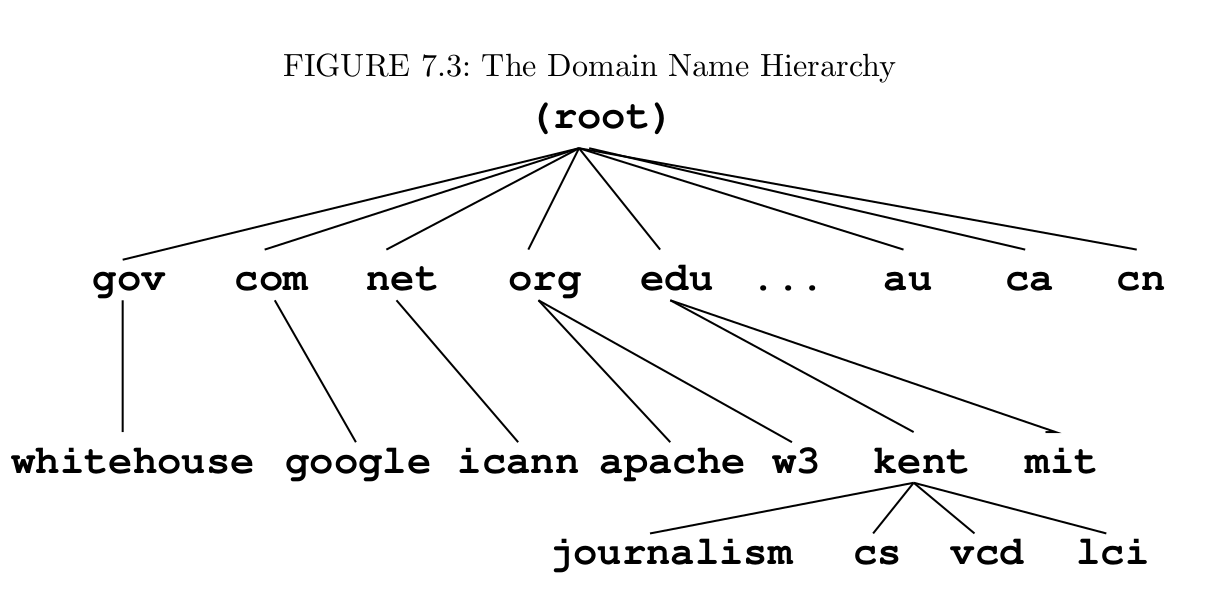 FIGURE 7.3: The Domain Name Hierarchy
(root)
gov com net org edu ... au ca cn
whitehouse google icann apache w3 kent mit
journalism cs vcd lci